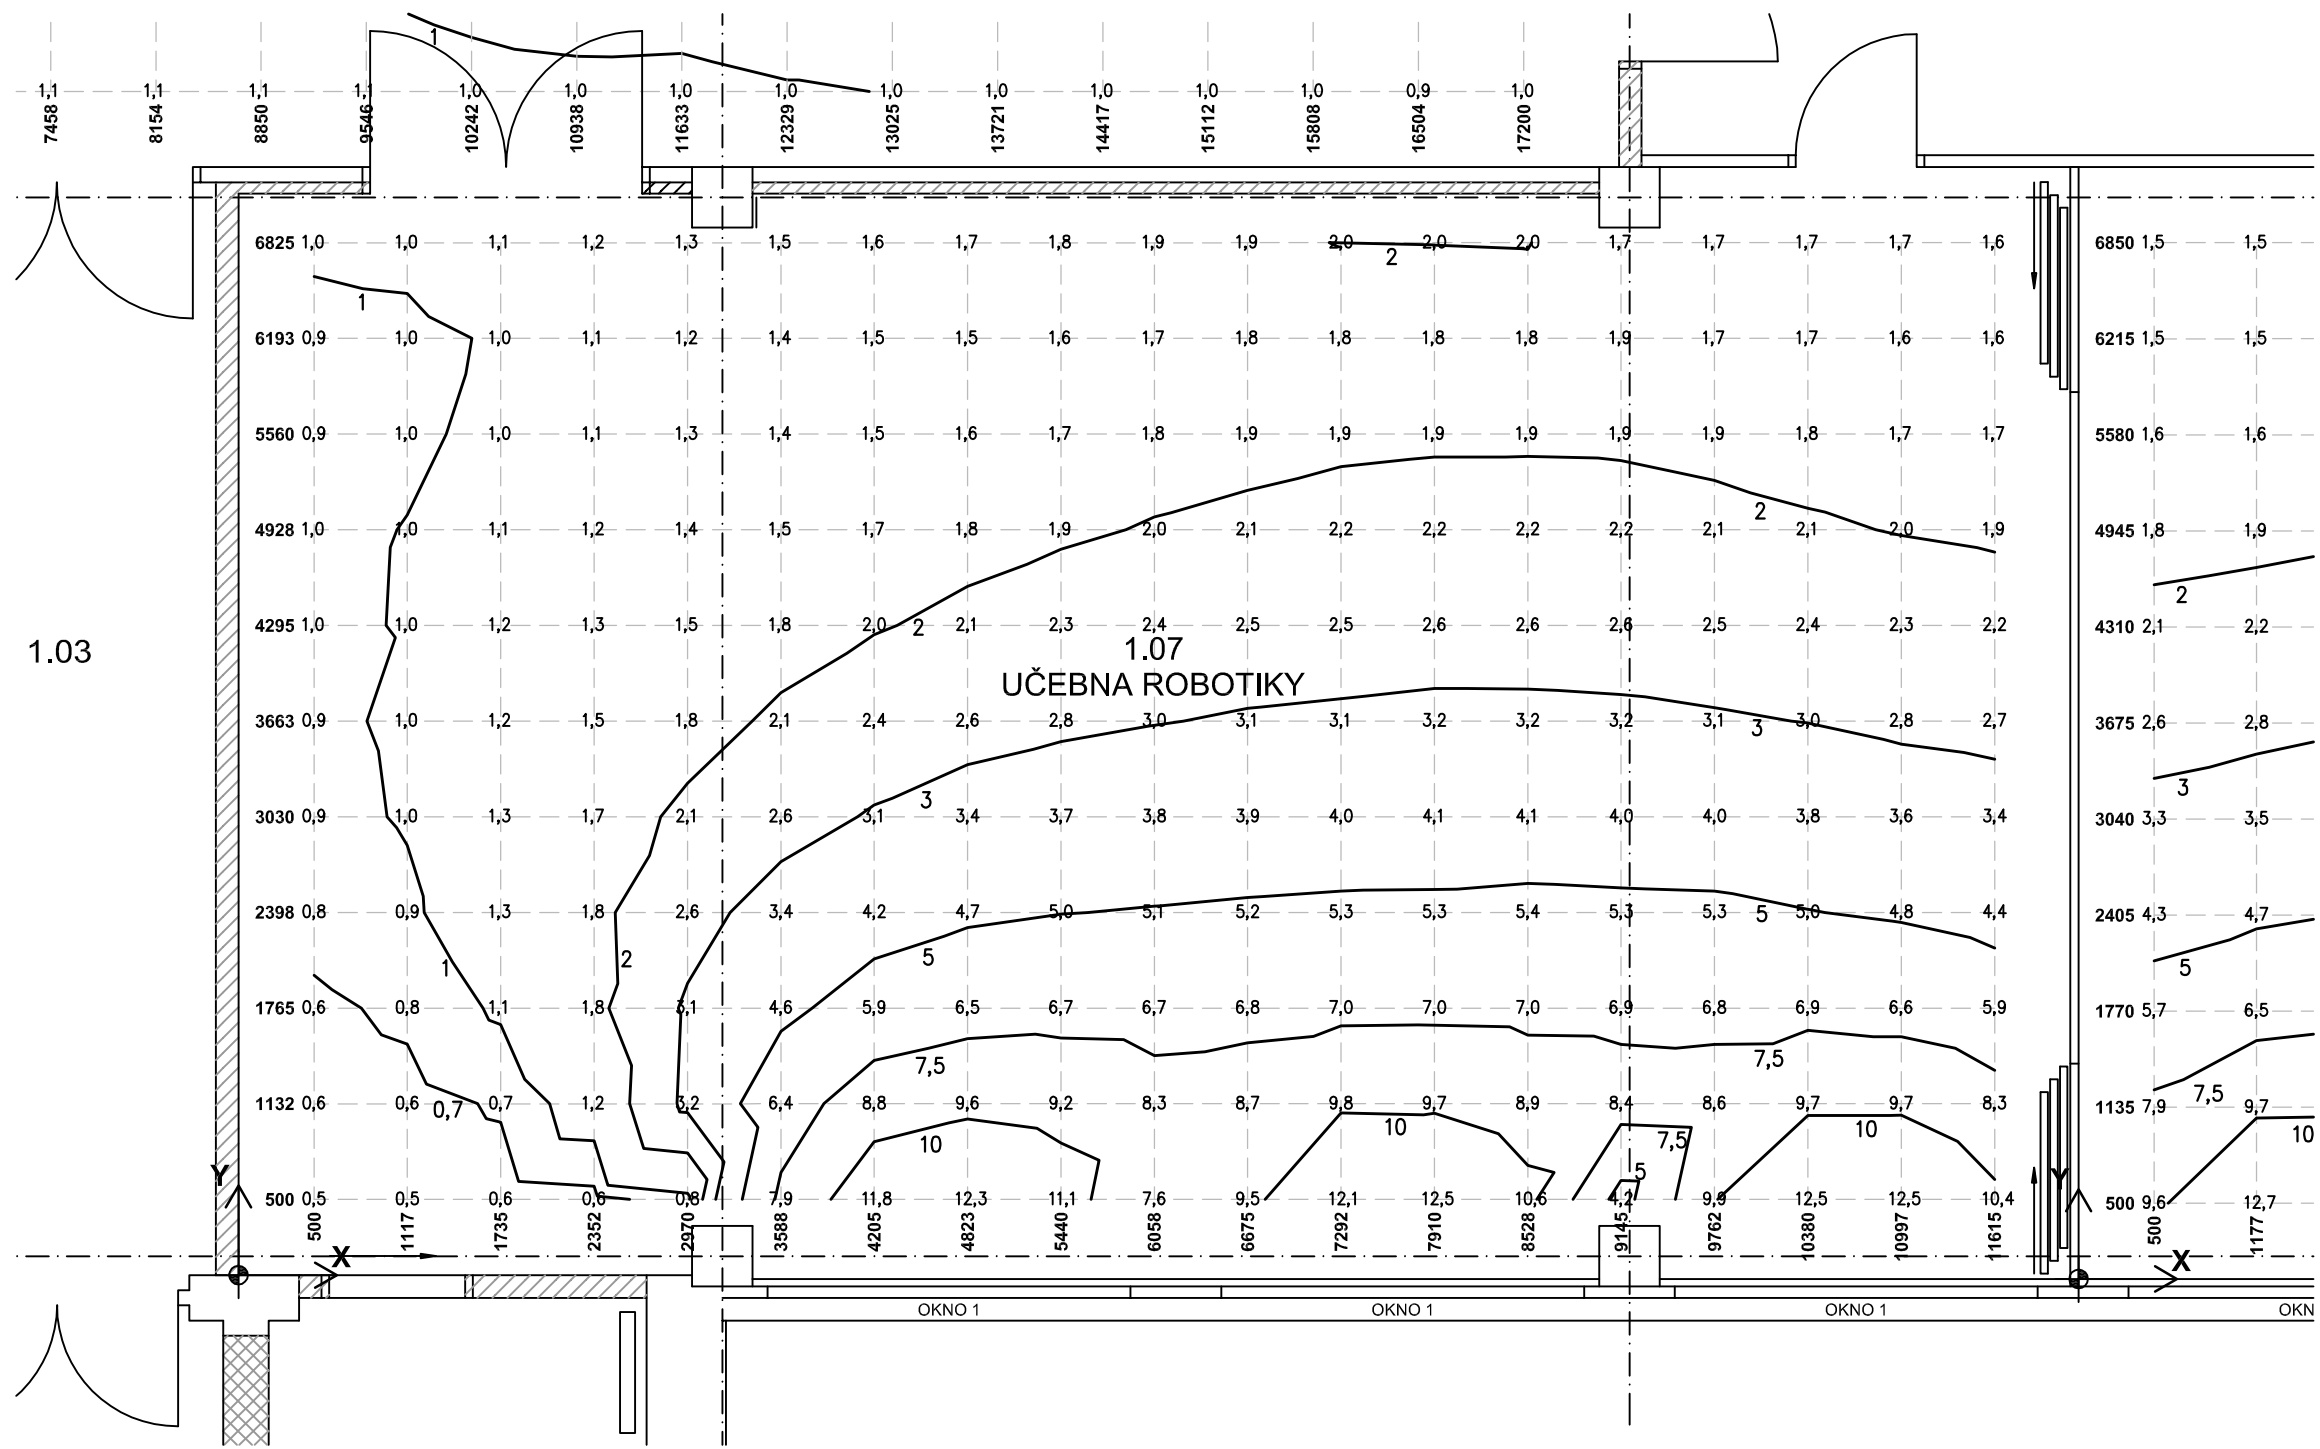 1
1,1 1,1 1,1 1,1 1,0 1,0 1,0 1,0 1,0 1,0 1,0 1,0 1,0 0,9 1,0
7458 8154 8850 9546 10242 10938 11633 12329 13025 13721 14417 15112 15808 16504 17200
6825 1,0 1,0 1,1 1,2 1,3 1,5 1,6 1,7 1,8 1,9 1,9 2,0 2,0 2,0 1,7 1,7 1,7 1,7 1,6 6850 1,5 1,5
2
1
6193 0,9 1,0 1,0 1,1 1,2 1,4 1,5 1,5 1,6 1,7 1,8 1,8 1,8 1,8 1,9 1,7 1,7 1,6 1,6 6215 1,5 1,5
5560 0,9 1,0 1,0 1,1 1,3 1,4 1,5 1,6 1,7 1,8 1,9 1,9 1,9 1,9 1,9 1,9 1,8 1,7 1,7 5580 1,6 1,6
2
4928 1,0 1,0 1,1 1,2 1,4 1,5 1,7 1,8 1,9 2,0 2,1 2,2 2,2 2,2 2,2 2,1 2,1 2,0 1,9 4945 1,8 1,9
2
4295 1,0 1,0 1,2 1,3 1,5 1,8 2,0 2 2,1 2,3 2,4 2,5 2,5 2,6 2,6 2,6 2,5 2,4 2,3 2,2 4310 2,1 2,2
1.03
1.07
UČEBNA ROBOTIKY
3663 0,9 1,0 1,2 1,5 1,8 2,1 2,4 2,6 2,8 3,0 3,1 3,1 3,2 3,2 3,2 3,1 3,0 2,8 2,7 3675 2,6 2,8
3
3 3
3030 0,9 1,0 1,3 1,7 2,1 2,6 3,1 3,4 3,7 3,8 3,9 4,0 4,1 4,1 4,0 4,0 3,8 3,6 3,4 3040 3,3 3,5
2398 0,8 0,9 1,3 1,8 2,6 3,4 4,2 4,7 5,0 5,1 5,2 5,3 5,3 5,4 5,3 5,3 5 5,0 4,8 4,4 2405 4,3 4,7
1 2 5 5
1765 0,6 0,8 1,1 1,8 3,1 4,6 5,9 6,5 6,7 6,7 6,8 7,0 7,0 7,0 6,9 6,8 6,9 6,6 5,9 1770 5,7 6,5
7,5 7,5 7,5
1132 0,6 0,6 0,7 0,7 1,2 3,2 6,4 8,8 9,6 9,2 8,3 8,7 9,8 9,7 8,9 8,4 8,6 9,7 9,7 8,3 1135 7,9 9,7
10 10 7,5 10 10
Y 5 Y
500 0,5 0,5 0,6 0,6 0,8 7,9 11,8 12,3 11,1 7,6 9,5 12,1 12,5 10,6 4,2 9,9 12,5 12,5 10,4 500 9,6 12,7
500 1117 1735 2352 2970 3588 4205 4823 5440 6058 6675 7292 7910 8528 9145 9762 10380 10997 11615 500 1177
X X
OKNO 1 OKNO 1 OKNO 1 OKN